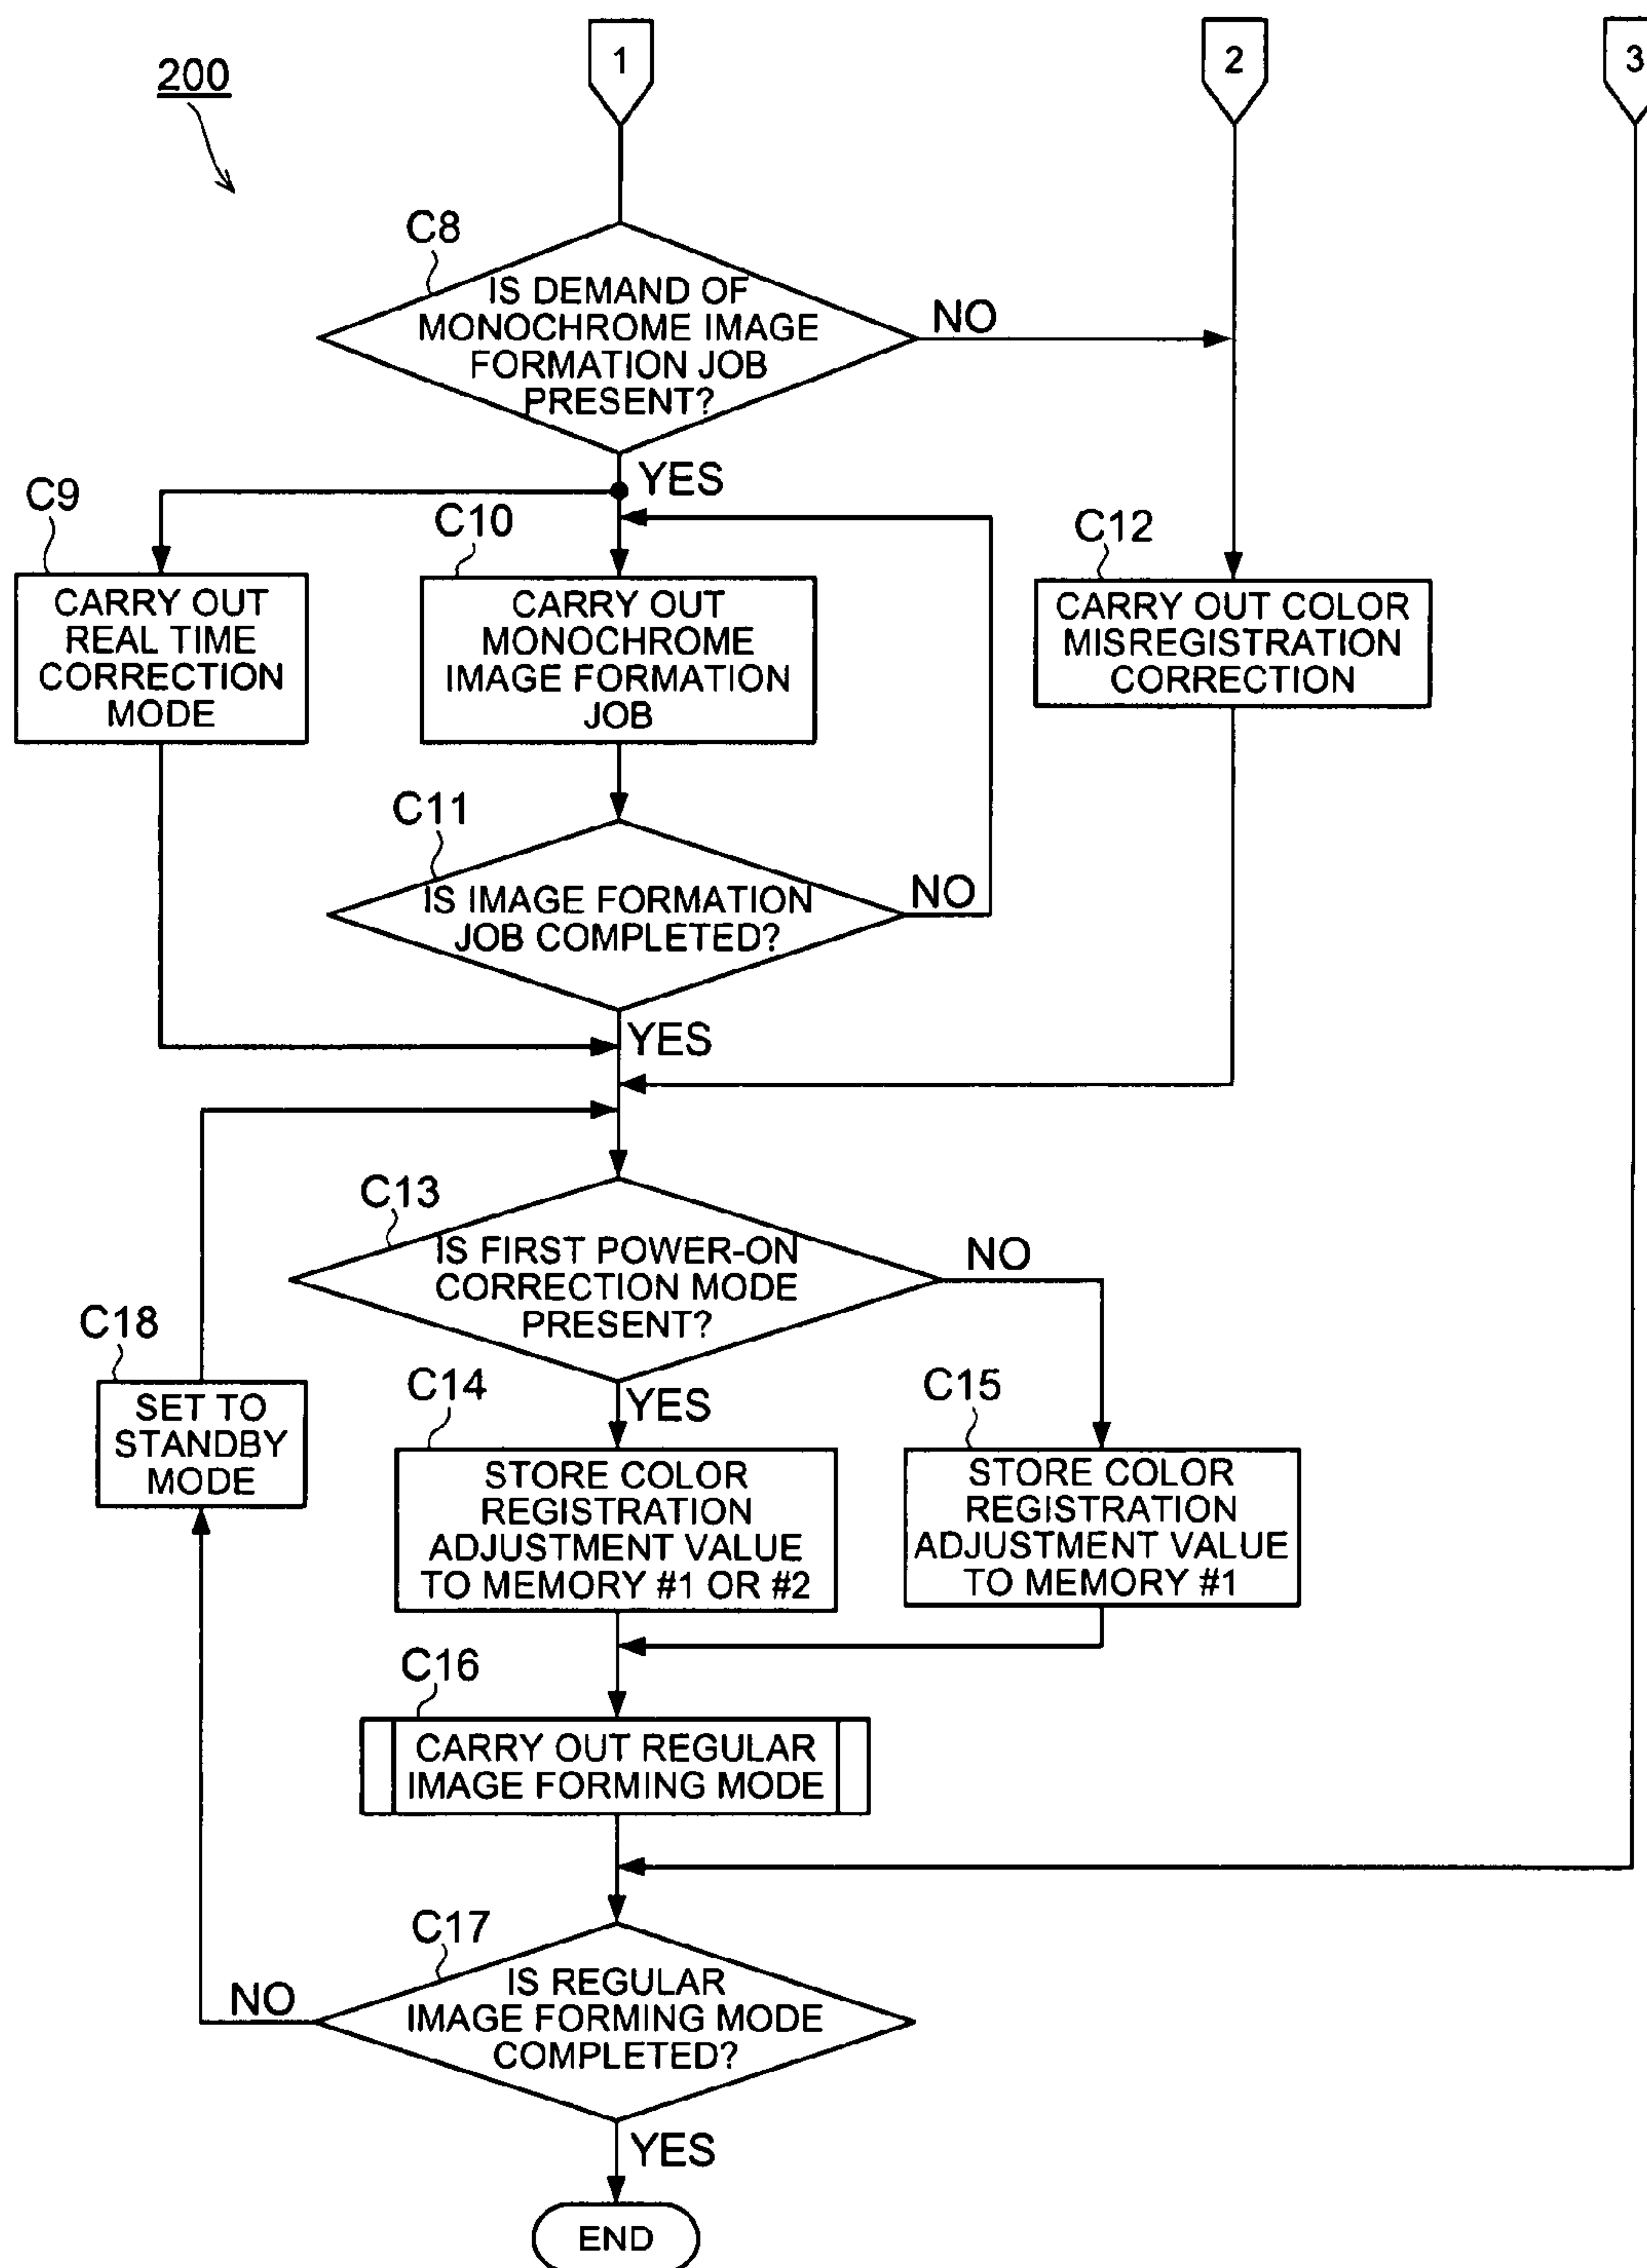 1
2
3
200
C8
IS DEMAND OF
MONOCHROME IMAGE
FORMATION JOB
PRESENT?
NO
YES
C9
CARRY OUT
REAL TIME
CORRECTION
MODE
C10
CARRY OUT
MONOCHROME
IMAGE FORMATION
JOB
C12
CARRY OUT COLOR
MISREGISTRATION
CORRECTION
C11
IS IMAGE FORMATION
JOB COMPLETED?
NO
YES
C13
IS FIRST POWER-ON
CORRECTION MODE
PRESENT?
NO
YES
C18
SET TO
STANDBY
MODE
C14
STORE COLOR
REGISTRATION
ADJUSTMENT VALUE
TO MEMORY #1 OR #2
C15
STORE COLOR
REGISTRATION
ADJUSTMENT VALUE
TO MEMORY #1
C16
CARRY OUT REGULAR
IMAGE FORMING MODE
C17
IS REGULAR
IMAGE FORMING MODE
COMPLETED?
NO
YES
END